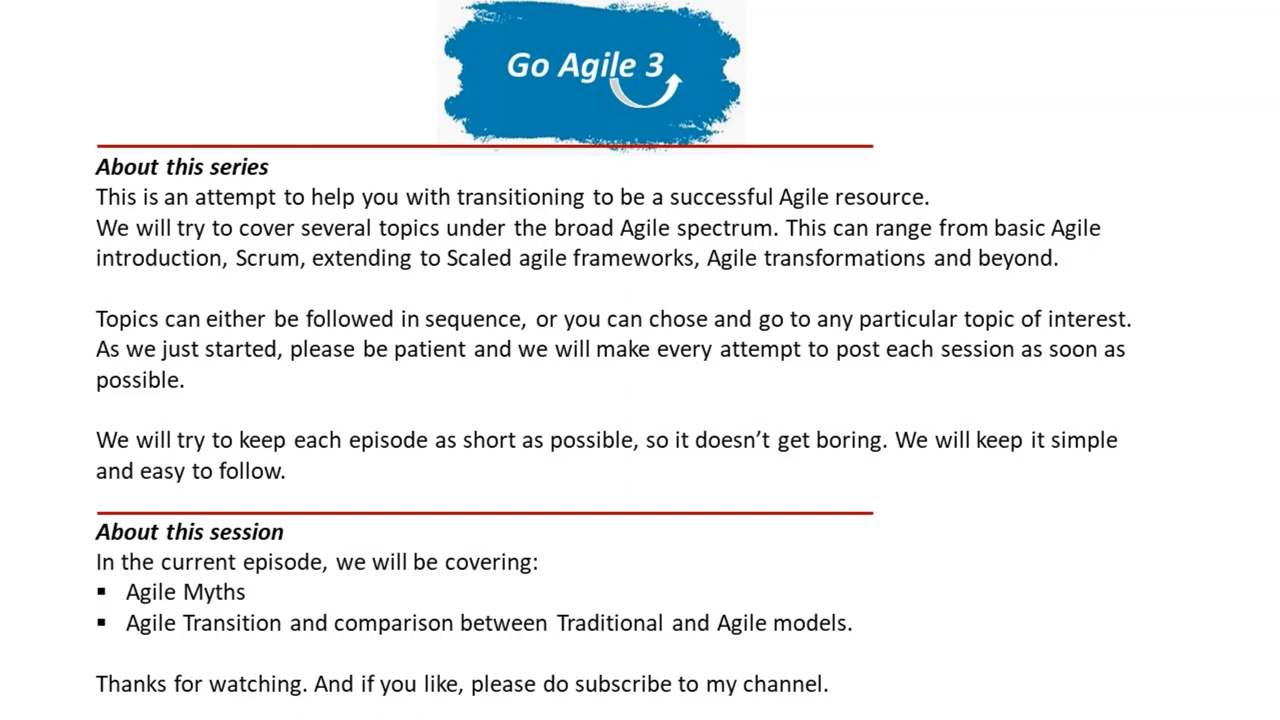 Go Agile 3
About this series
This is an attempt to help you with transitioning to be a successful Agile resource.
We will try to cover several topics under the broad Agile spectrum. This can range from basic Agile
introduction, Scrum, extending to Scaled agile frameworks, Agile transformations and beyond.
Topics can either be followed in sequence, or you can chose and go to any particular topic of interest.
As we just started, please be patient and we will make every attempt to post each session as soon as
possible.
We will try to keep each episode as short as possible, so it doesn’t get boring. We will keep it simple
and easy to follow.
About this session
In the current episode, we will be covering:
▪ Agile Myths
▪ Agile Transition and comparison between Traditional and Agile models.
Thanks for watching. And if you like, please do subscribe to my channel.